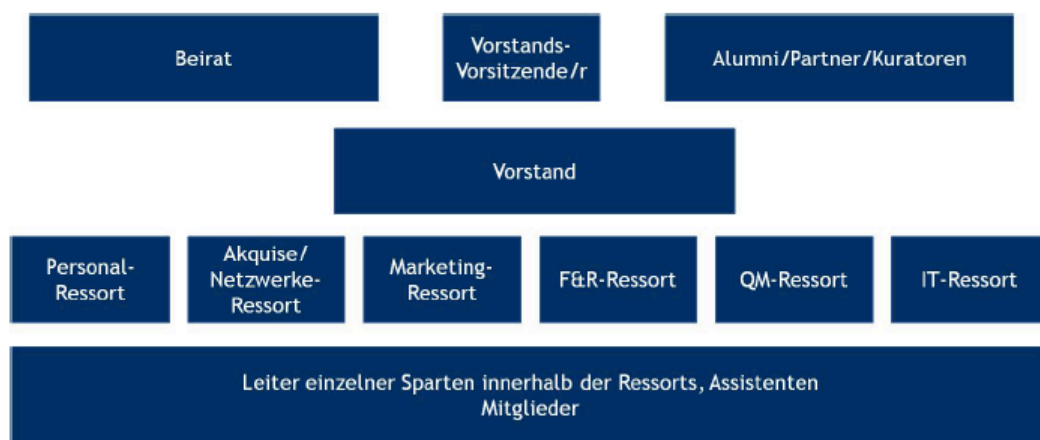 Beirat
Vorstands-
Vorsitzende/r
Alumni/Partner/Kuratoren
Vorstand
Personal-
Ressort
Akquise/
Netzwerke-
Ressort
Marketing-
Ressort
F&R-Ressort
QM-Ressort
IT-Ressort
Leiter einzelner Sparten innerhalb der Ressorts, Assistenten
Mitglieder